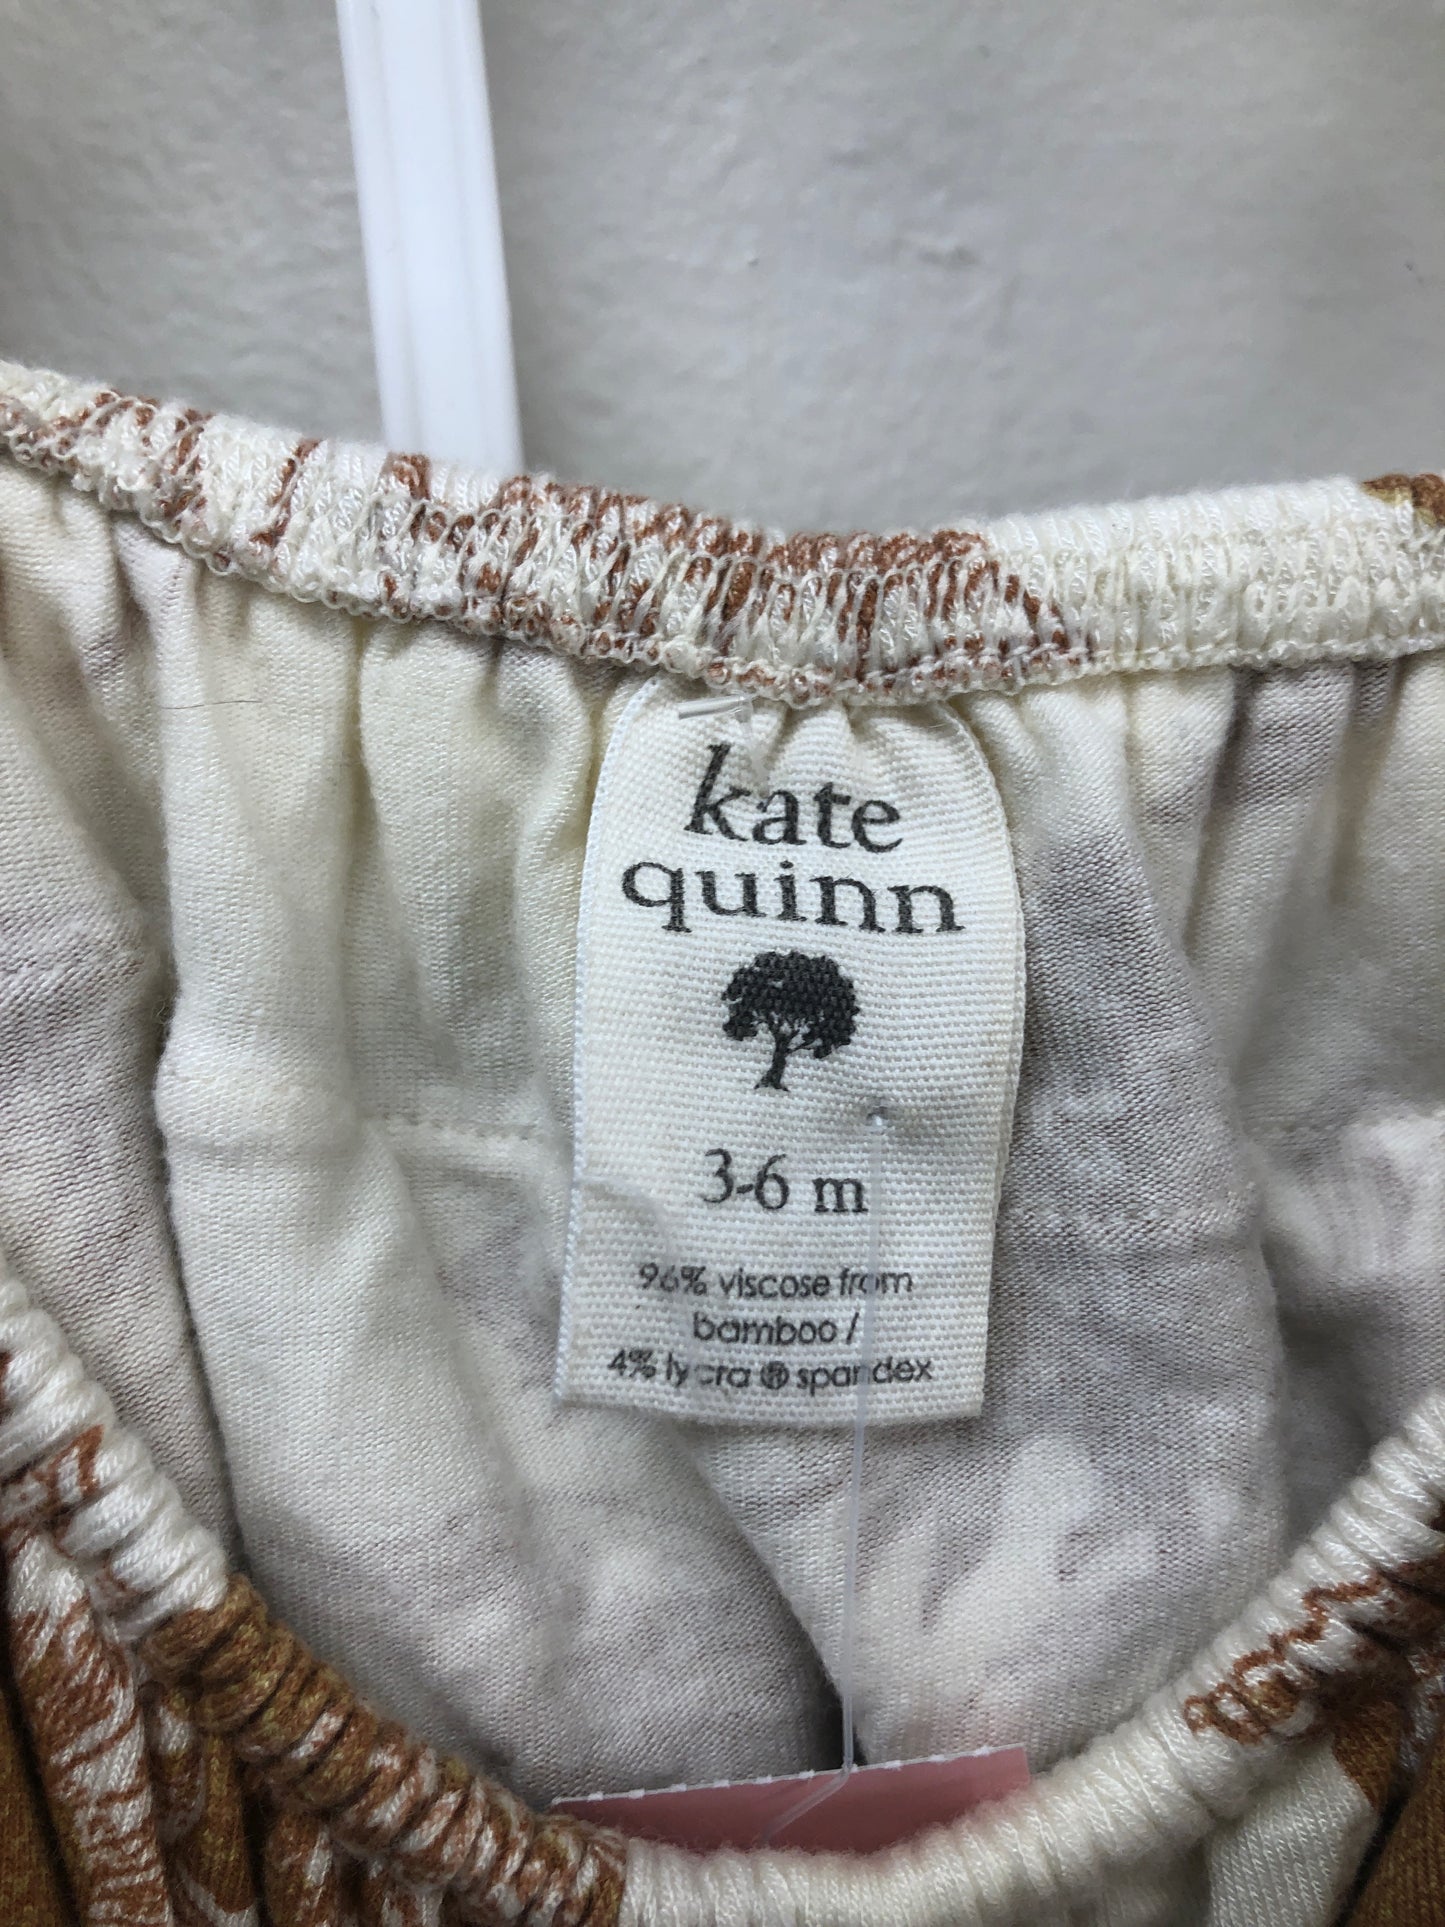 kate
quinn
3-6 m
96% viscose from
bamboo /
4% lycra ® spandex